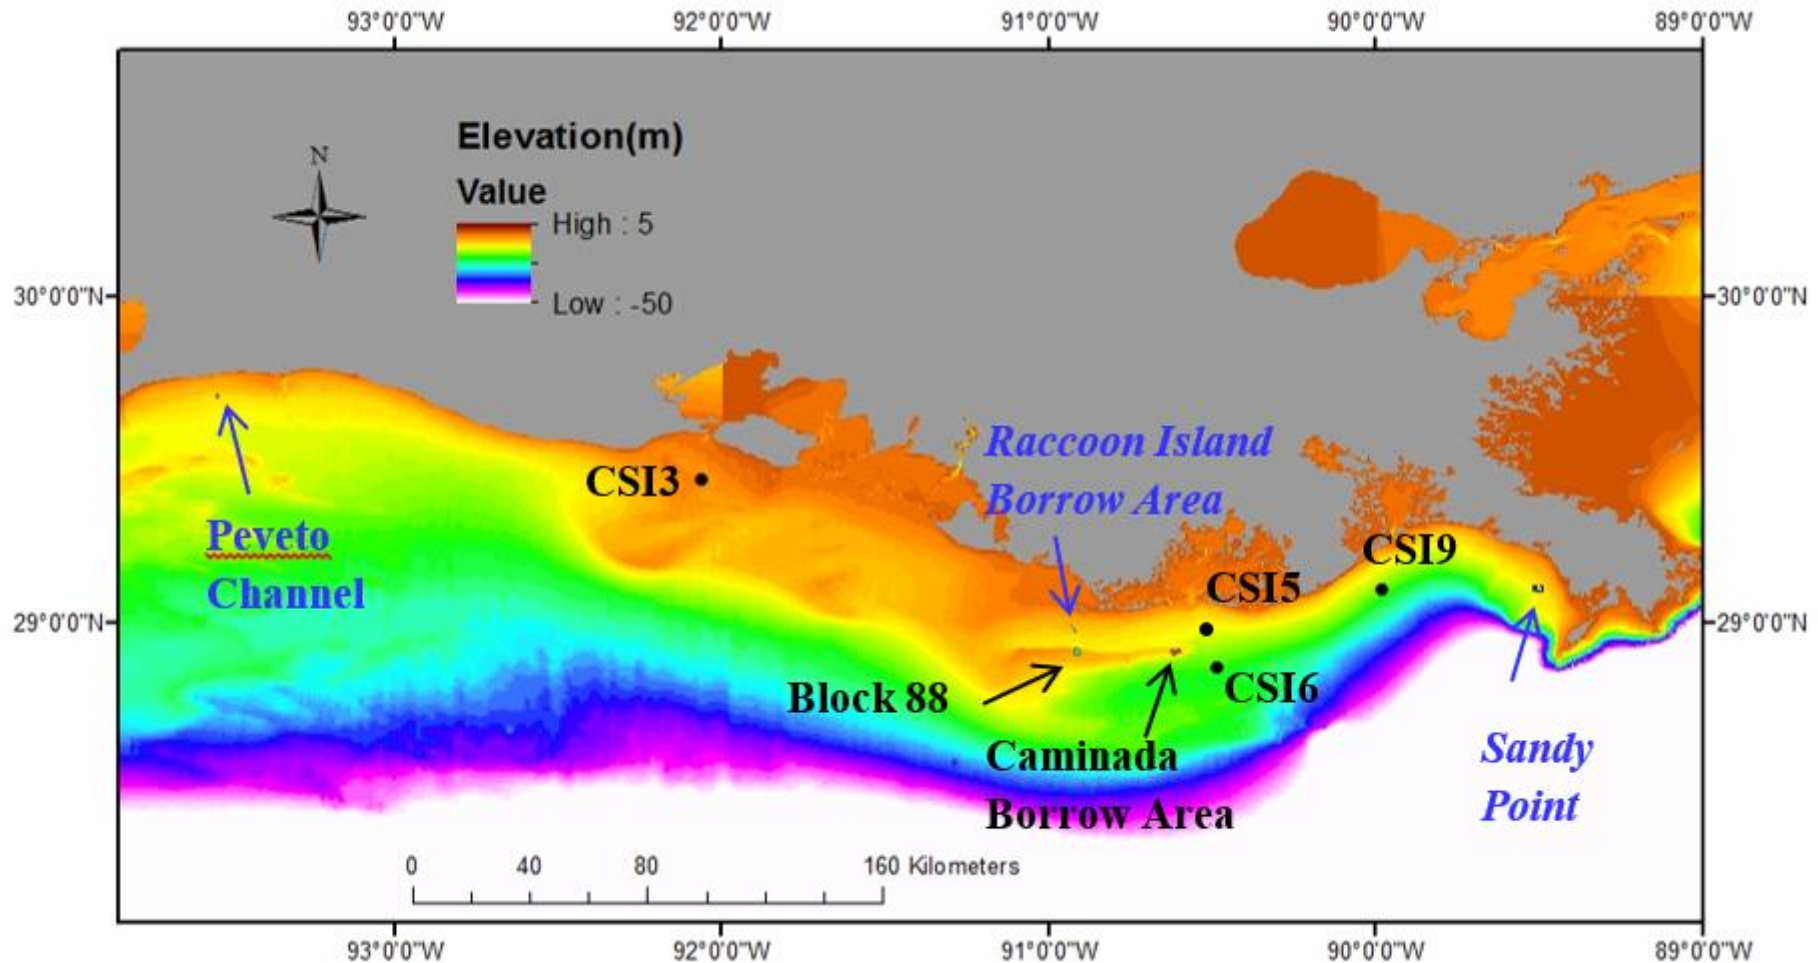 93°0'0"W 92°0'0"W 91°0'0"W 90°0'0"W 89°0'0"W
Elevation(m)
N
Value
High : 5
Low : -50
30°0'0"N 30°0'0"N
Raccoon Island
Borrow Area
CSI3
Peveto
Channel
CSI9
CSI5
29°0'0"N 29°0'0"N
Block 88
CSI6
Caminada
Borrow Area
Sandy
Point
0 40 80 160 Kilometers
93°0'0"W 92°0'0"W 91°0'0"W 90°0'0"W 89°0'0"W